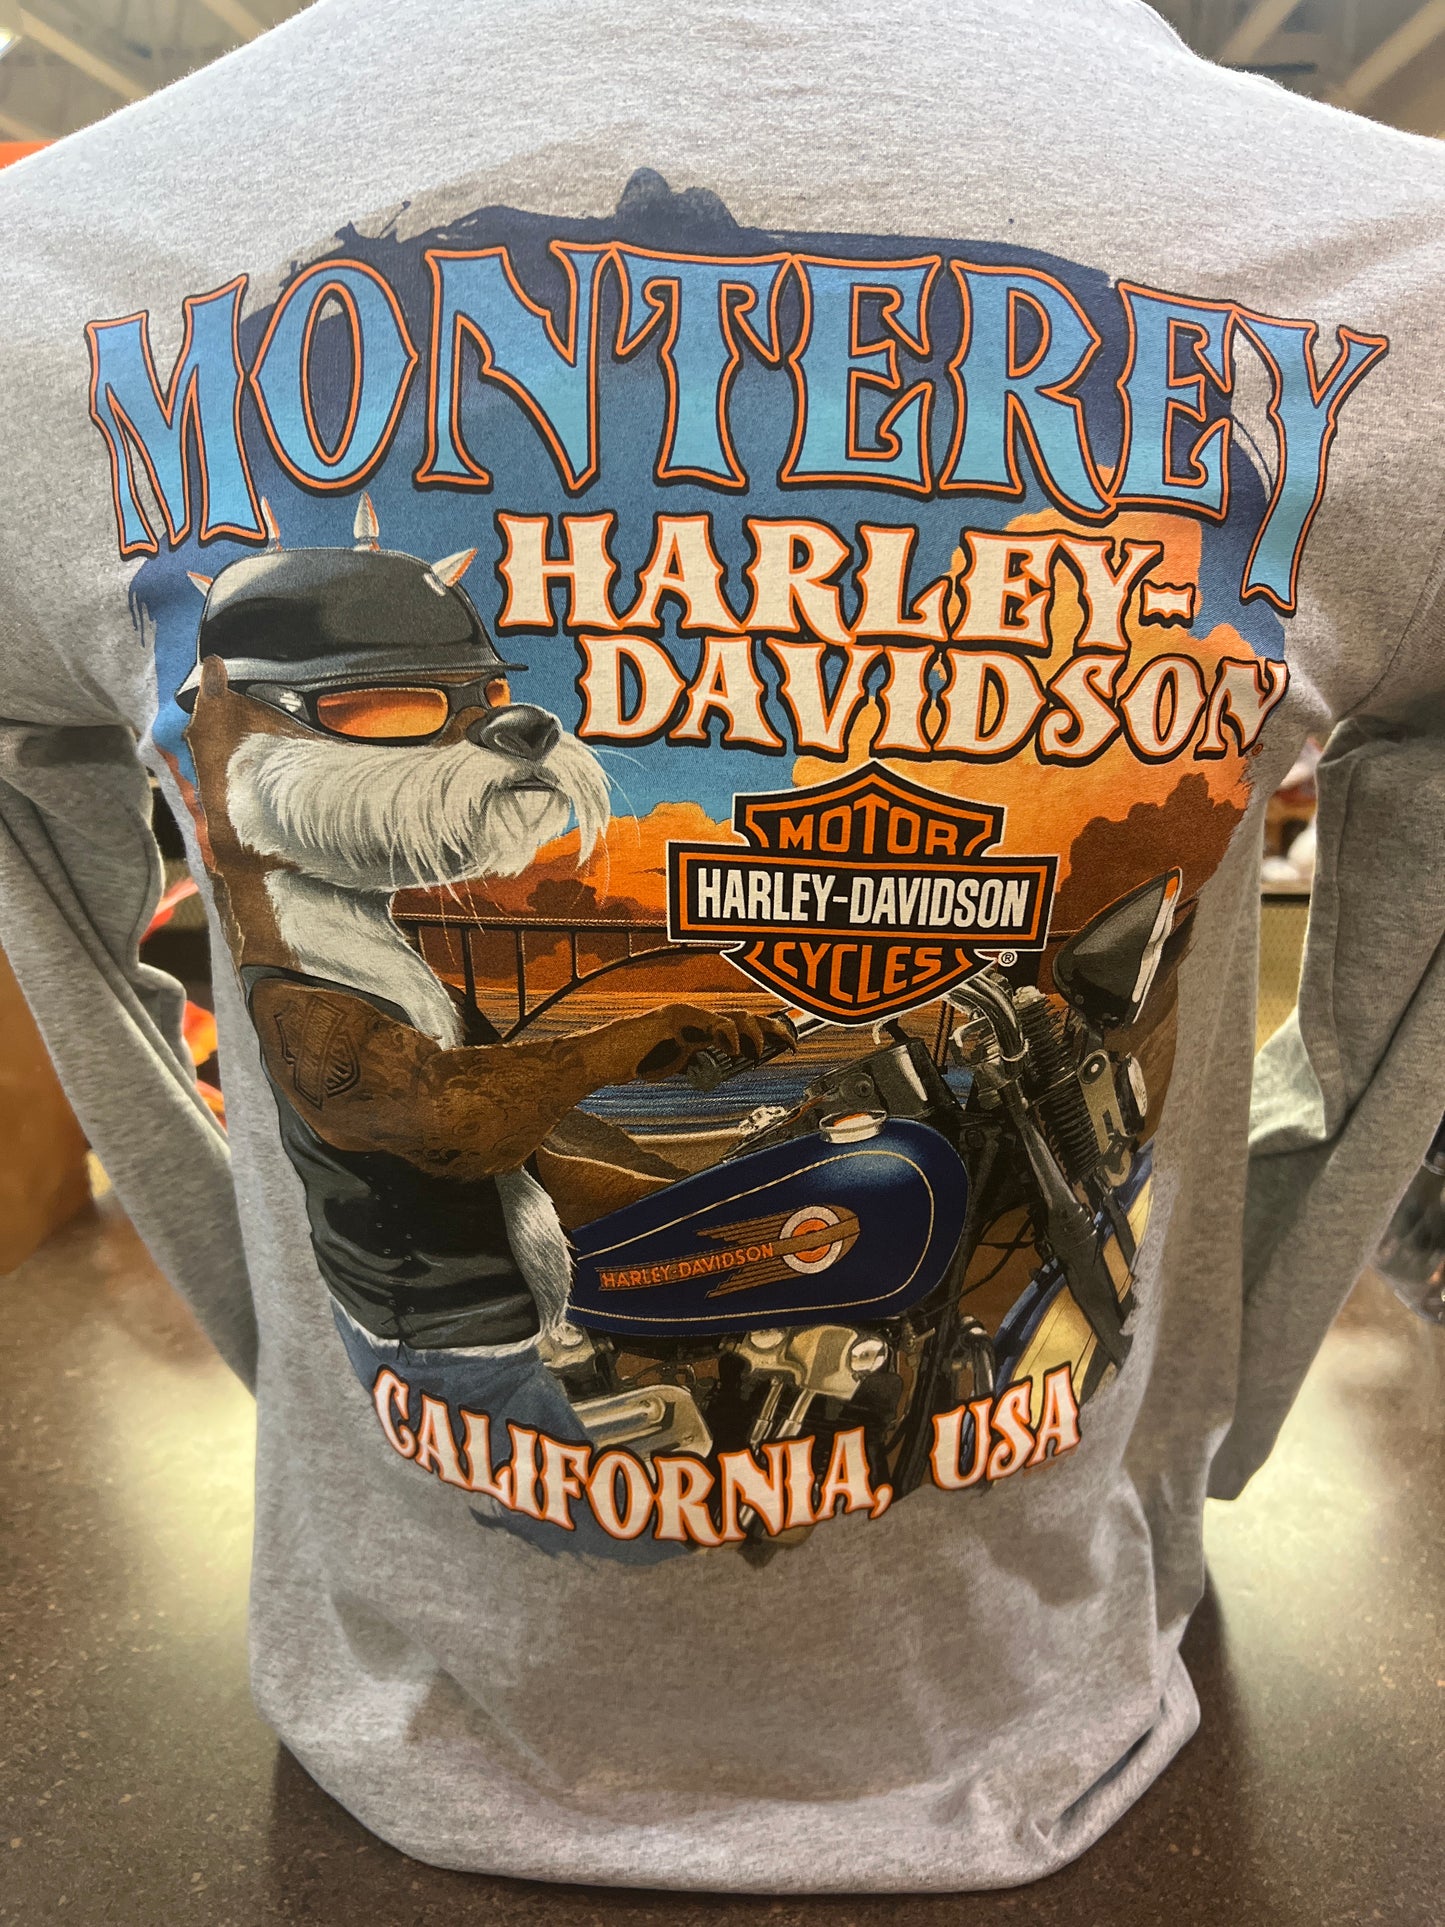 MONTEREY
HARLEY-
DAVIDSON
MOTOR
HARLEY-DAVIDSON
CYCLES ®
HARLEY-DAVIDSON
CALIFORNIA, USA